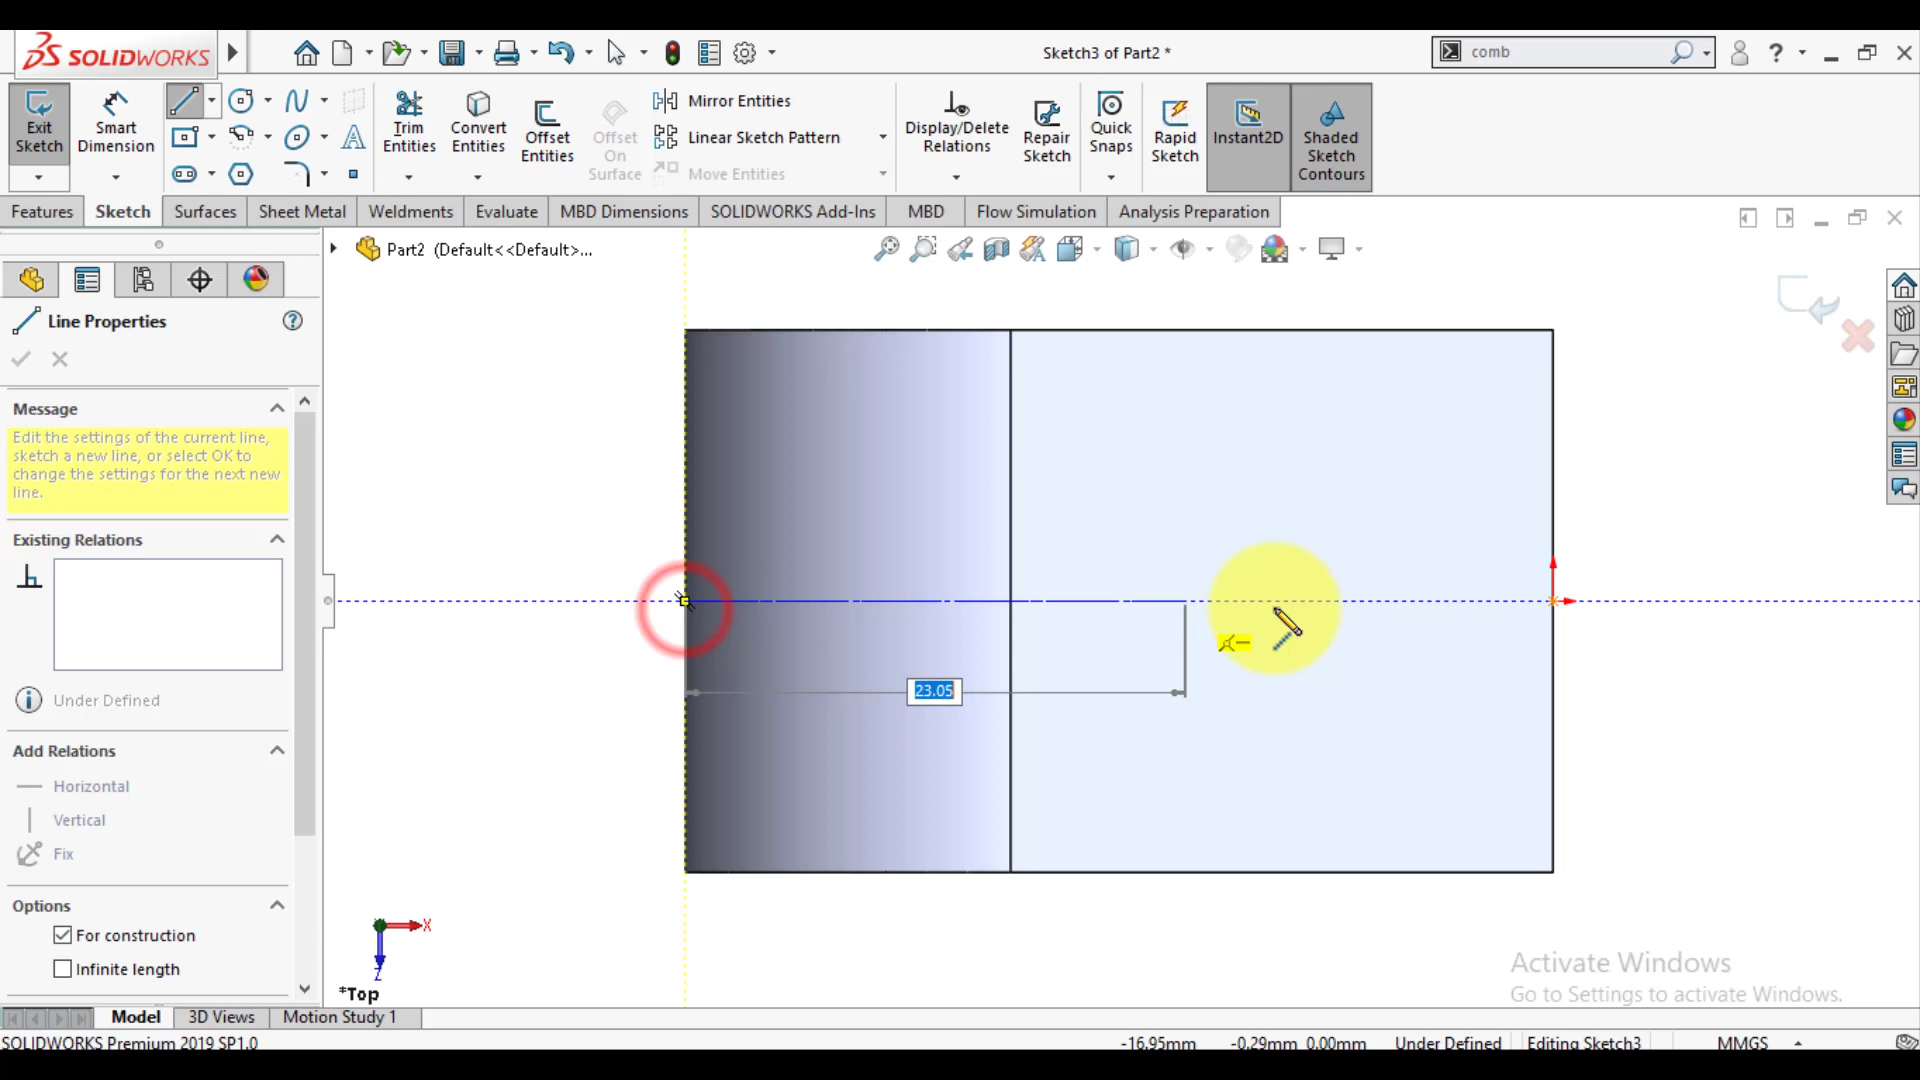 SOLIDWORKS
Sketch3 of Part2 *
comb
Exit
Sketch
Smart
Dimension
Trim
Entities
Convert
Entities
Offset
Entities
Offset
On
Surface
Mirror Entities
Linear Sketch Pattern
Move Entities
Display/Delete
Relations
Repair
Sketch
Quick
Snaps
Rapid
Sketch
Instant2D
Shaded
Sketch
Contours
Features Sketch Surfaces Sheet Metal Weldments Evaluate MBD Dimensions SOLIDWORKS Add-Ins MBD Flow Simulation Analysis Preparation
Part2 (Default<<Default>...
Line Properties
Message
Edit the settings of the current line,
sketch a new line, or select OK to
change the settings for the next new
line.
Existing Relations
Under Defined
Add Relations
Horizontal
Vertical
Fix
Options
For construction
Infinite length
23.05
X
Z
*Top
Activate Windows
Go to Settings to activate Windows.
Model 3D Views Motion Study 1
SOLIDWORKS Premium 2019 SP1.0 -16.95mm -0.29mm 0.00mm Under Defined Editing Sketch3 MMGS